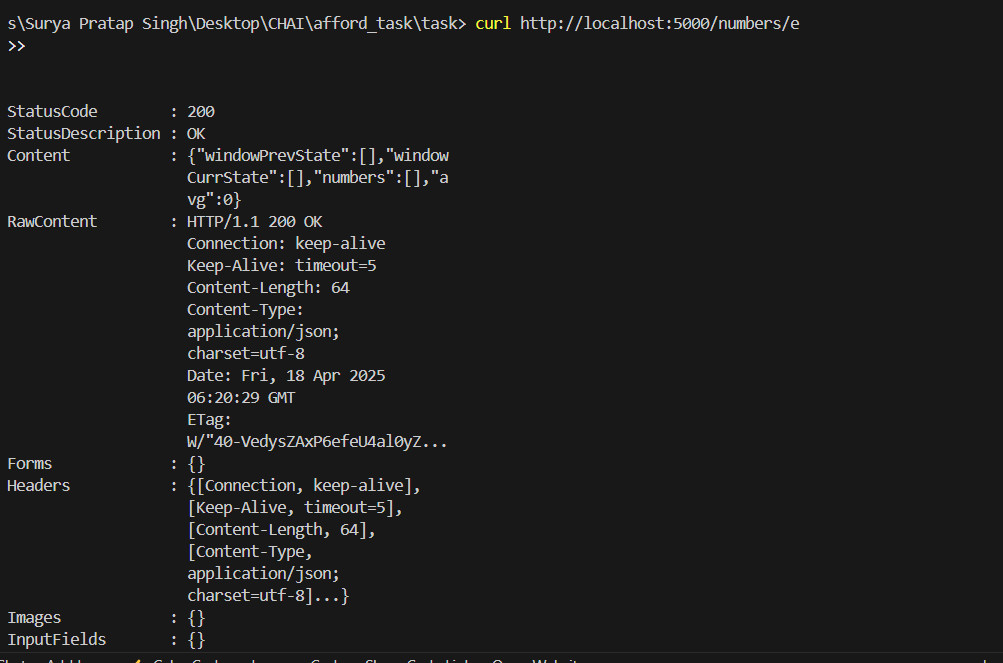 s\Surya Pratap Singh\Desktop\CHAI\afford_task\task> curl http://localhost:5000/numbers/e
>>
StatusCode : 200
StatusDescription : OK
Content : {"windowPrevState":[],"window
CurrState":[],"numbers":[],"a
vg":0}
RawContent : HTTP/1.1 200 OK
Connection: keep-alive
Keep-Alive: timeout=5
Content-Length: 64
Content-Type:
application/json;
charset=utf-8
Date: Fri, 18 Apr 2025
06:20:29 GMT
ETag:
W/"40-VedysZAxP6efeU4al0yZ...
Forms : {}
Headers : {[Connection, keep-alive],
[Keep-Alive, timeout=5],
[Content-Length, 64],
[Content-Type,
application/json;
charset=utf-8]...}
Images : {}
InputFields : {}